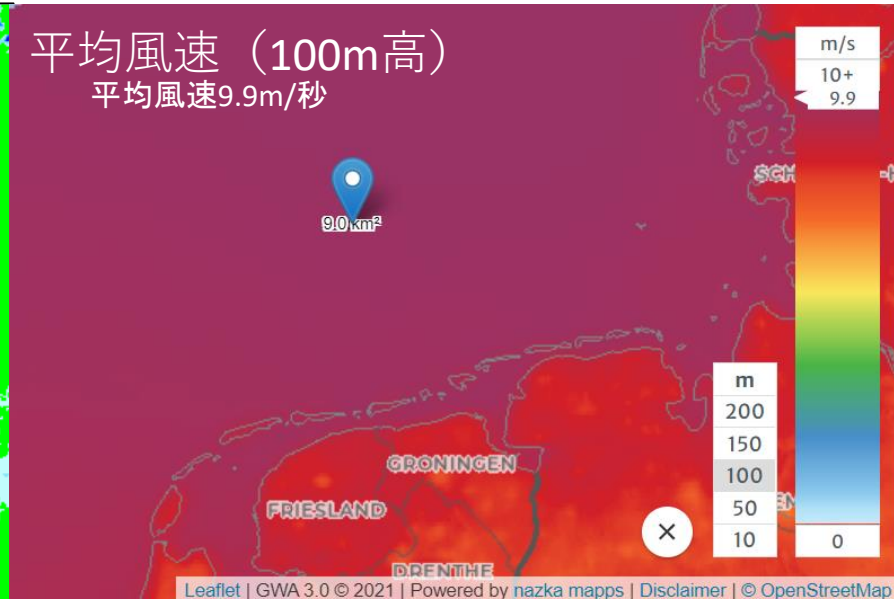 平均風速（100m高）
平均風速9.9m/秒
m/s
10+
9.9
9.0 km²
m
200
150
100
50
10
0
GRONINGEN
FRIESLAND
DRENTHE
×
Leaflet | GWA 3.0 © 2021 | Powered by nazka mapps | Disclaimer | © OpenStreetMap